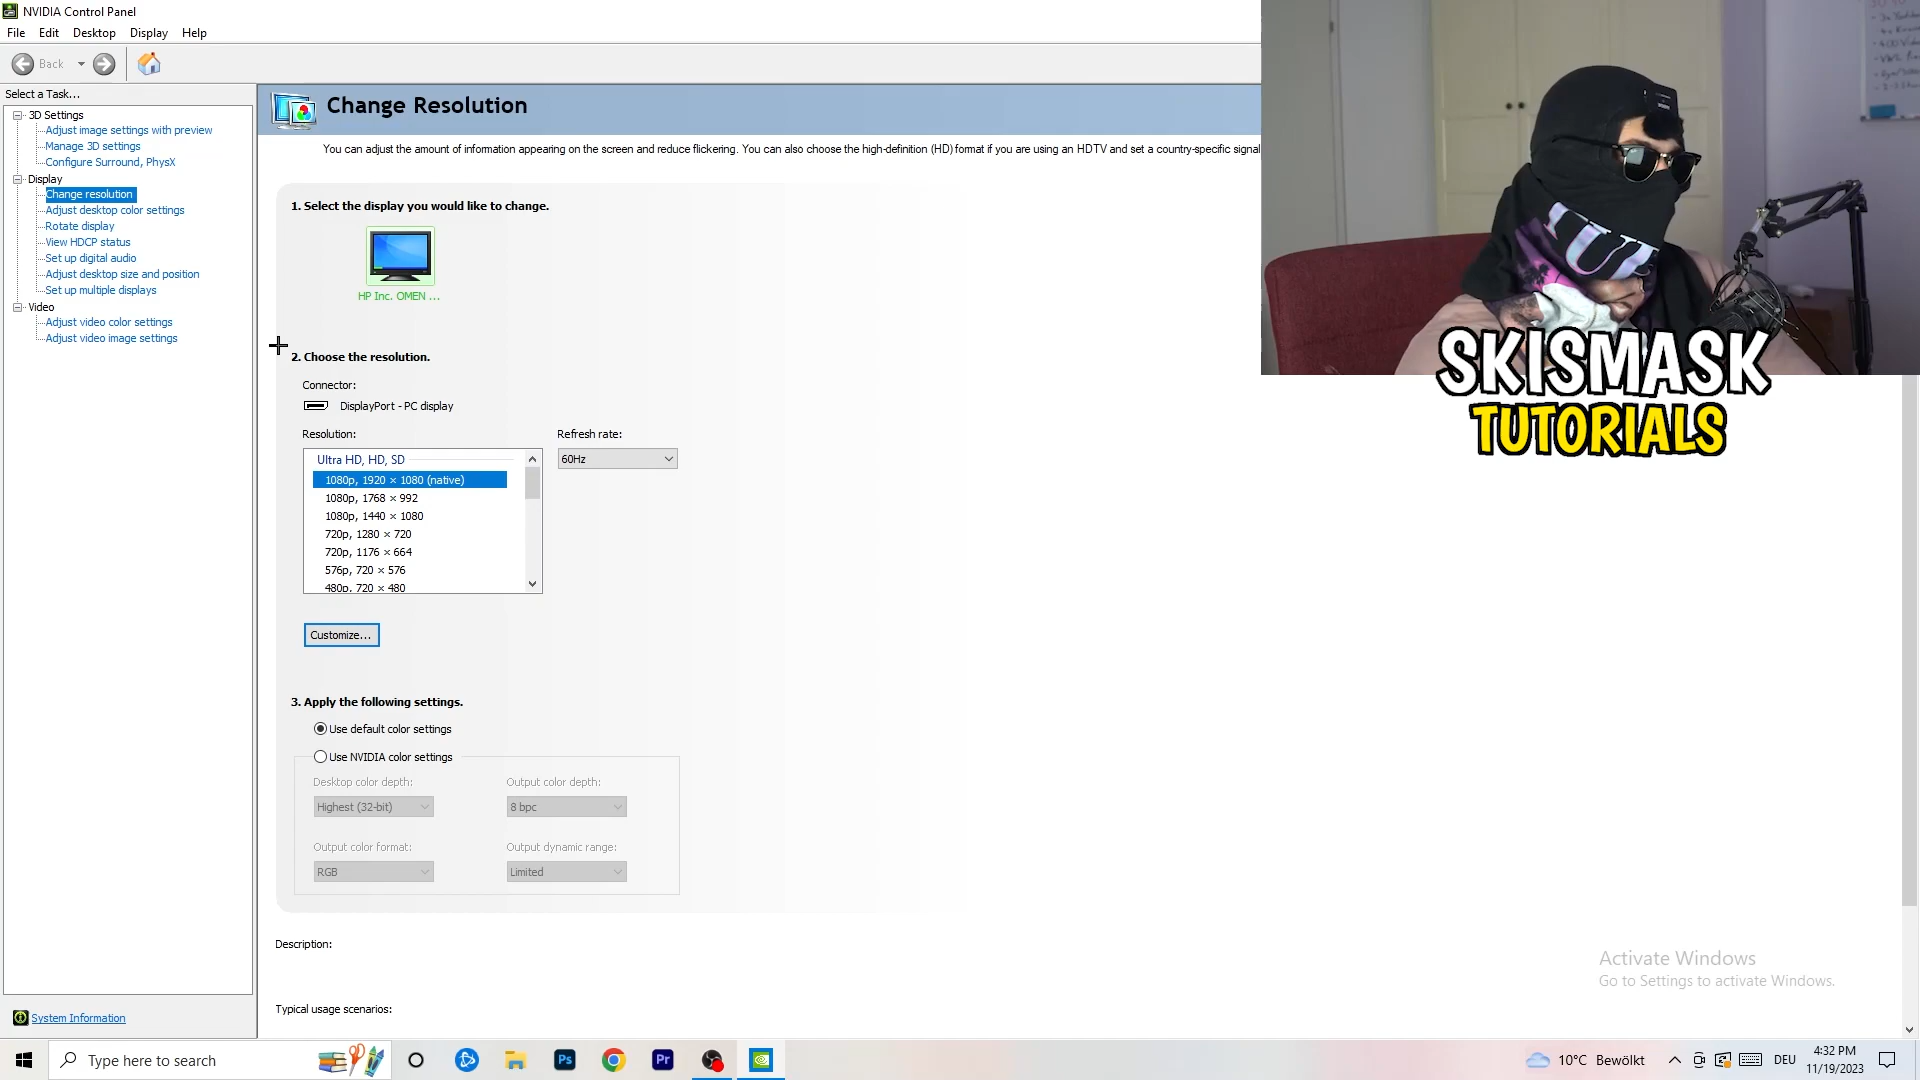 NVIDIA Control Panel
File Edit Desktop Display Help
Back
Select a Task...
3D Settings
Adjust image settings with preview
Manage 3D settings
Configure Surround, PhysX
Display
Change resolution
Adjust desktop color settings
Rotate display
View HDCP status
Set up digital audio
Adjust desktop size and position
Set up multiple displays
Video
Adjust video color settings
Adjust video image settings
System Information
Change Resolution
You can adjust the amount of information appearing on the screen and reduce flickering. You can also choose the high-definition (HD) format if you are using an HDTV and set a country-specific signal
1. Select the display you would like to change.
HP Inc. OMEN ...
2. Choose the resolution.
Connector:
DisplayPort - PC display
Resolution:
Refresh rate:
Ultra HD, HD, SD
60Hz
1080p, 1920 × 1080 (native)
1080p, 1768 × 992
1080p, 1440 × 1080
720p, 1280 × 720
720p, 1176 × 664
576p, 720 × 576
480p, 720 × 480
Customize...
3. Apply the following settings.
Use default color settings
Use NVIDIA color settings
Desktop color depth:
Output color depth:
Highest (32-bit)
8 bpc
Output color format:
Output dynamic range:
RGB
Limited
Description:
Typical usage scenarios:
SKISMASK
TUTORIALS
Activate Windows
Go to Settings to activate Windows.
Type here to search
Ps
Pr
10°C Bewölkt
DEU
4:32 PM
11/19/2023